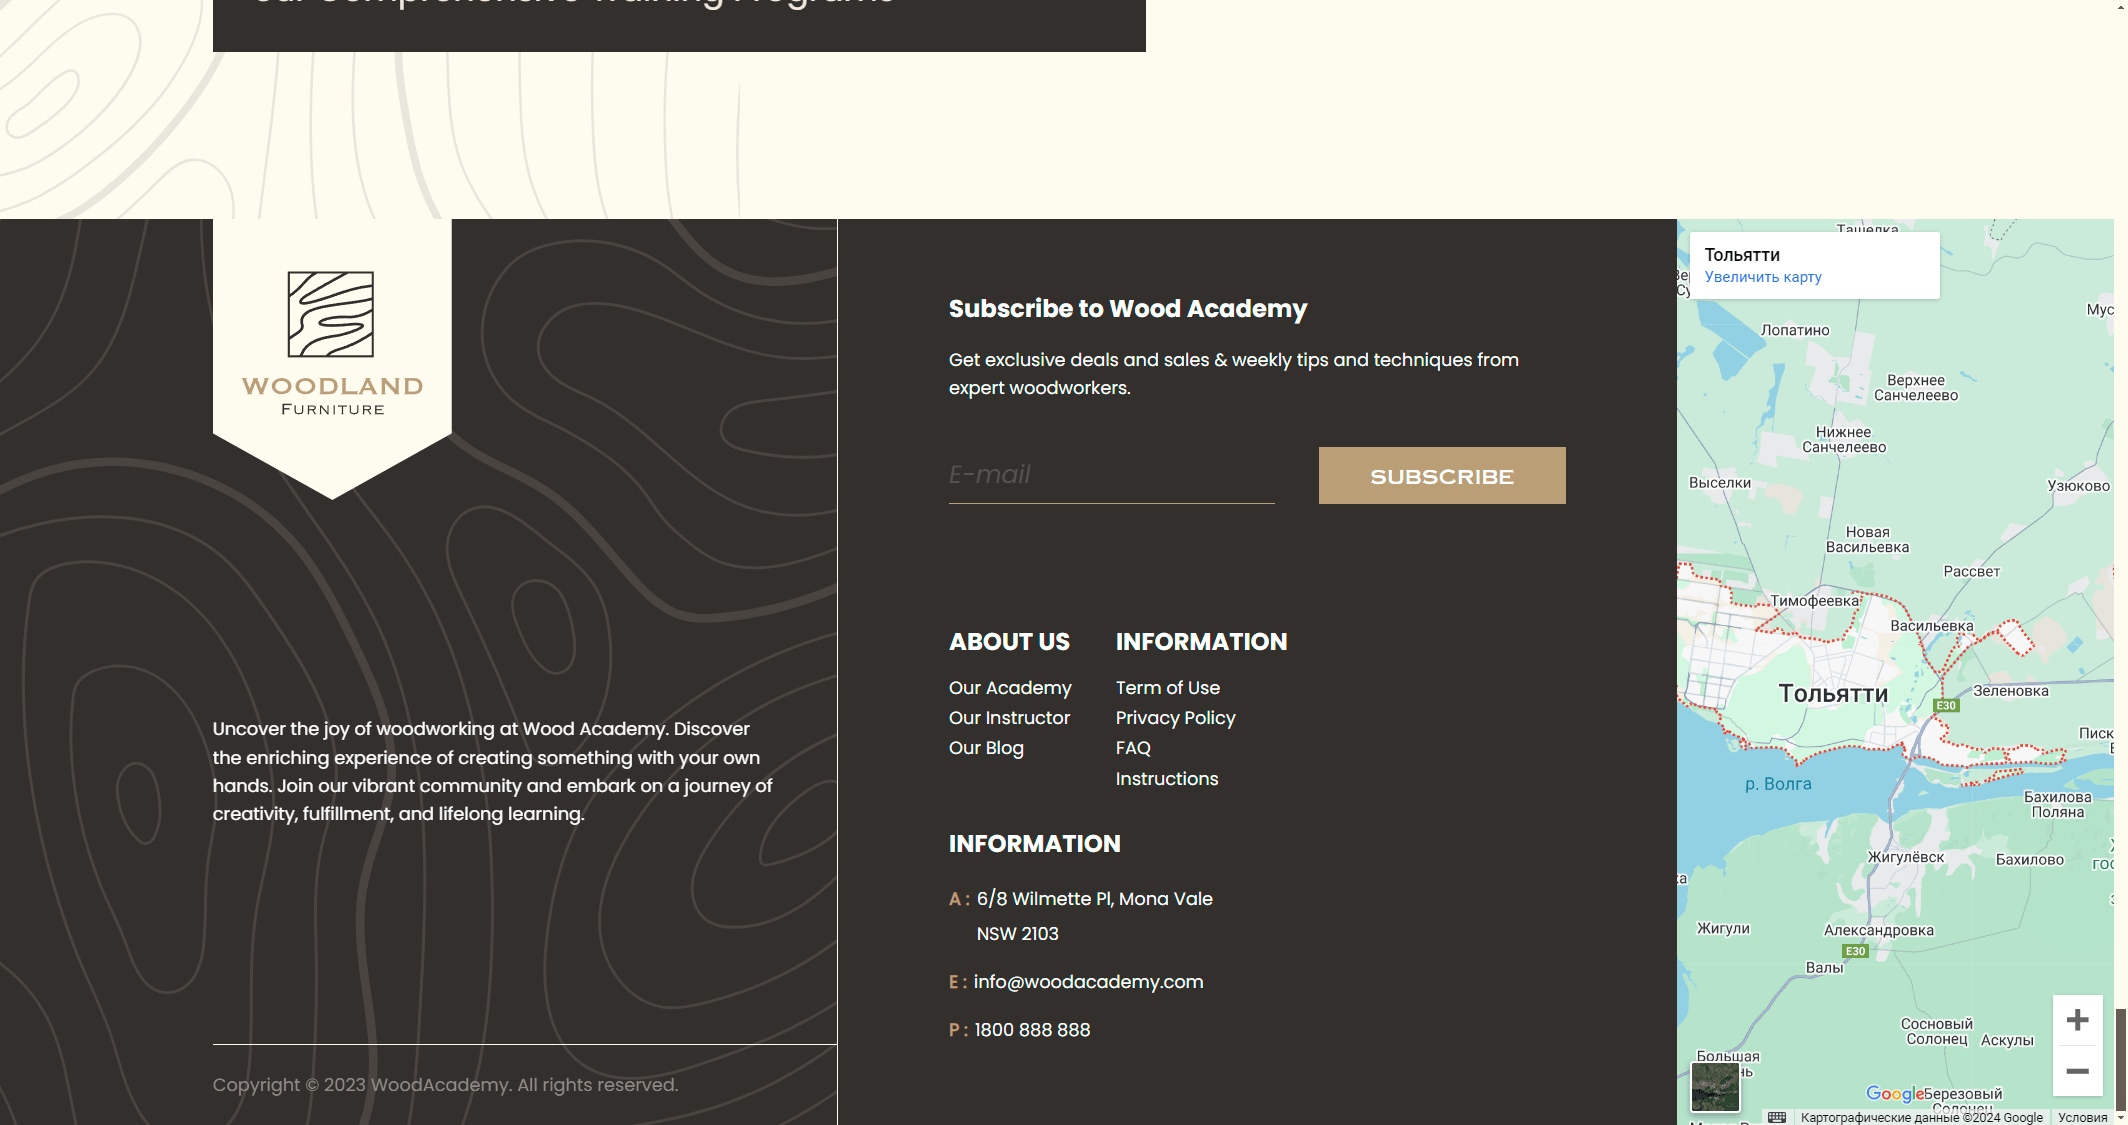 our Comprehensive Training Programs
WOODLAND
FURNITURE
Uncover the joy of woodworking at Wood Academy. Discover
the enriching experience of creating something with your own
hands. Join our vibrant community and embark on a journey of
creativity, fulfillment, and lifelong learning.
Copyright © 2023 WoodAcademy. All rights reserved.
Subscribe to Wood Academy
Get exclusive deals and sales & weekly tips and techniques from
expert woodworkers.
E-mail
SUBSCRIBE
ABOUT US
Our Academy
Our Instructor
Our Blog
INFORMATION
Term of Use
Privacy Policy
FAQ
Instructions
INFORMATION
A : 6/8 Wilmette Pl, Mona Vale
NSW 2103
E : info@woodacademy.com
P : 1800 888 888
Ташелка
Тольятти
Увеличить карту
Мус
Лопатино
Верхнее
Санчелеево
Нижнее
Санчелеево
Выселки
Узюково
Новая
Васильевка
Рассвет
Тимофеевка
Васильевка
Тольятти
Зеленовка
E30
Писк
р. Волга
Бахилова
Поляна
Жигулёвск
Бахилово
гос
Жигули
Александровка
E30
Валы
Сосновый
Солонец
Аскулы
Большая
нь
Google
Березовый
Солонец
Картографические данные ©2024 Google
Условия